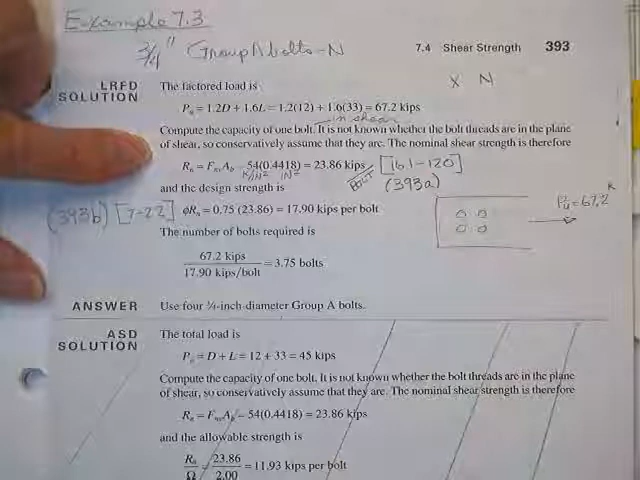 Example 7.3
3/4" Group A bolts - N
7.4 Shear Strength 393
X N
LRFD
SOLUTION
The factored load is
Pu = 1.2D + 1.6L = 1.2(12) + 1.6(33) = 67.2 kips
in shear
Compute the capacity of one bolt. It is not known whether the bolt threads are in the plane
of shear, so conservatively assume that they are. The nominal shear strength is therefore
Rn = FnvAb = 54(0.4418) = 23.86 kips [16.1-120]
K/IN² IN² BOLT (393a)
and the design strength is
(393b) [7-22] ϕRn = 0.75 (23.86) = 17.90 kips per bolt
Pu = 67.2 K
The number of bolts required is
67.2 kips
17.90 kips/bolt = 3.75 bolts
ANSWER Use four ¾-inch-diameter Group A bolts.
ASD
SOLUTION
The total load is
Pa = D + L = 12 + 33 = 45 kips
Compute the capacity of one bolt. It is not known whether the bolt threads are in the plane
of shear, so conservatively assume that they are. The nominal shear strength is therefore
Rn = FnvAb = 54(0.4418) = 23.86 kips
and the allowable strength is
Rn/Ω = 23.86/2.00 = 11.93 kips per bolt